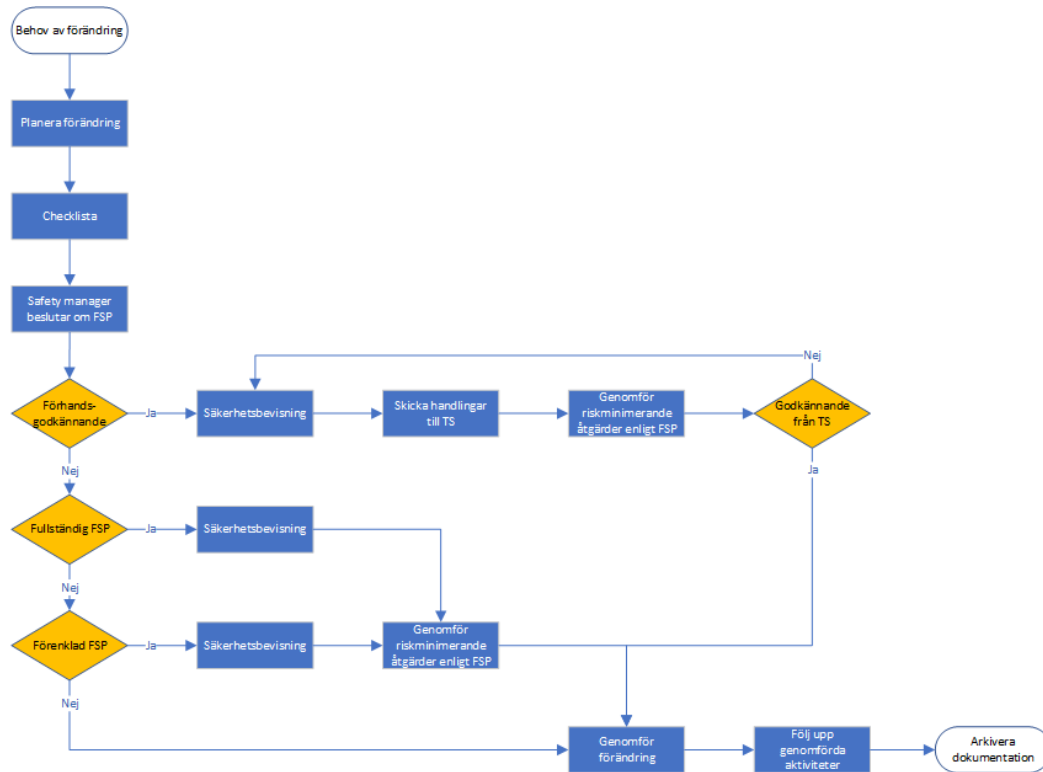 Behov av förändring
Planera förändring
Checklista
Safety manager
beslutar om FSP
Nej
Förhands-
godkännande
Ja
Säkerhetsbevisning
Skicka handlingar
till TS
Genomför
riskminimerande
åtgärder enligt FSP
Godkännande
från TS
Nej
Ja
Fullständig FSP
Ja
Säkerhetsbevisning
Nej
Förenklad FSP
Ja
Säkerhetsbevisning
Genomför
riskminimerande
åtgärder enligt FSP
Nej
Genomför
förändring
Följ upp
genomförda
aktiviteter
Arkivera
dokumentation